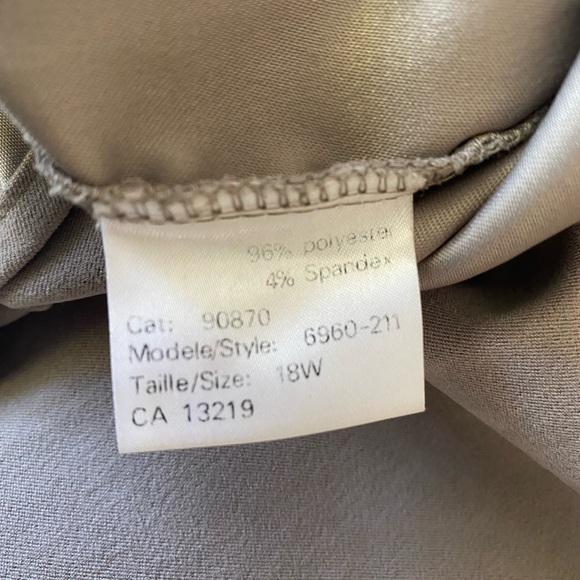 96% polyester
4% Spandex
Cat: 90870
Modele/Style: 6960-211
Taille/Size: 18W
CA 13219